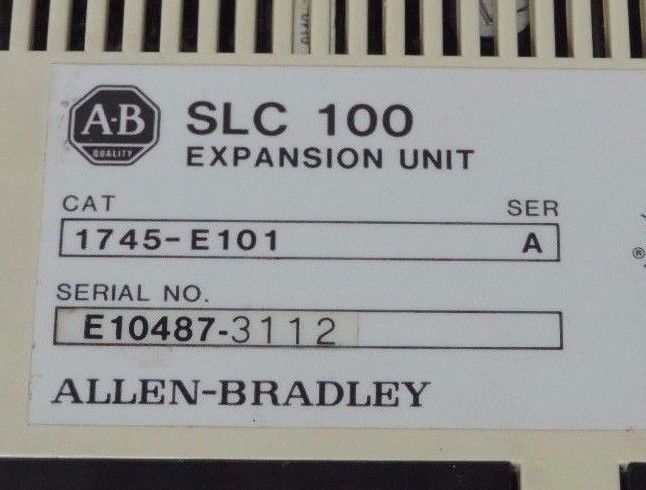 A-B
QUALITY
SLC 100
EXPANSION UNIT
CAT SER
1745-E101 A
SERIAL NO.
E10487-3112
ALLEN-BRADLEY
®